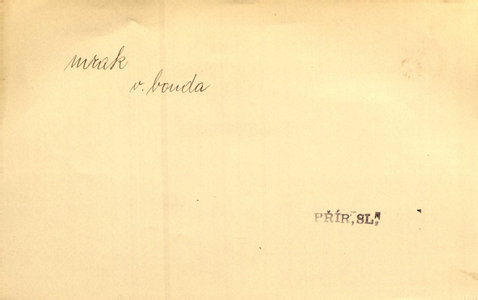 mrak
v. bouda
PŘÍR. SL.